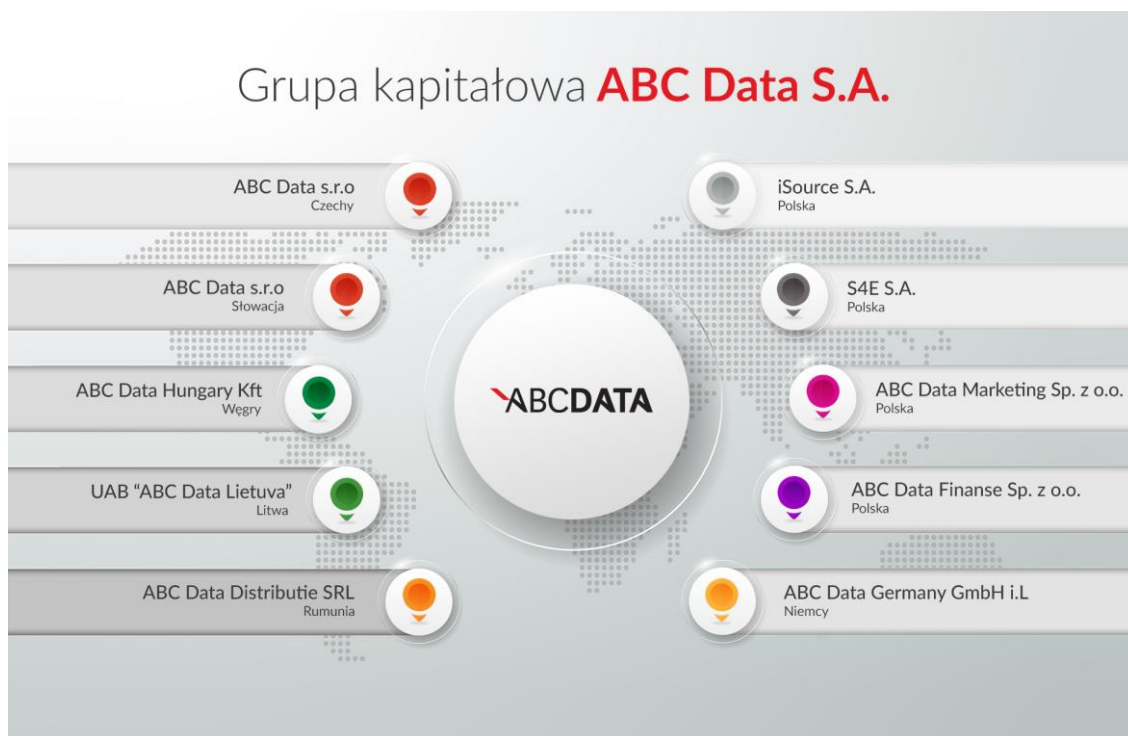 Grupa kapitałowa ABC Data S.A.
ABC Data s.r.o
Czechy
ABC Data s.r.o
Słowacja
ABC Data Hungary Kft
Węgry
UAB “ABC Data Lietuva”
Litwa
ABC Data Distributie SRL
Rumunia
ABCDATA
iSource S.A.
Polska
S4E S.A.
Polska
ABC Data Marketing Sp. z o.o.
Polska
ABC Data Finanse Sp. z o.o.
Polska
ABC Data Germany GmbH i.L
Niemcy